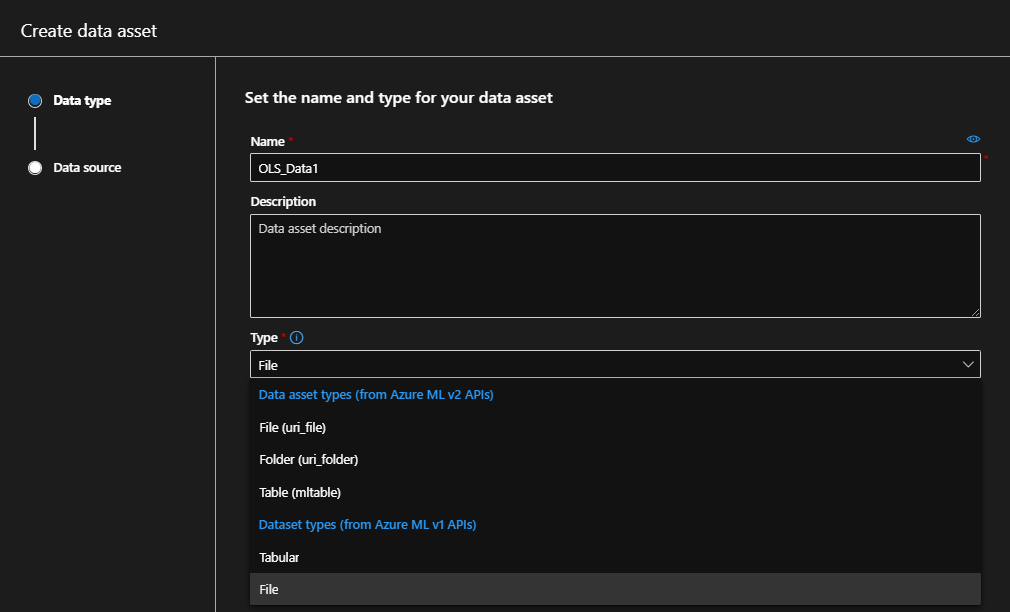 Create data asset
Data type
Data source
Set the name and type for your data asset
Name *
OLS_Data1
*
Description
Data asset description
Type *
File
Data asset types (from Azure ML v2 APIs)
File (uri_file)
Folder (uri_folder)
Table (mltable)
Dataset types (from Azure ML v1 APIs)
Tabular
File